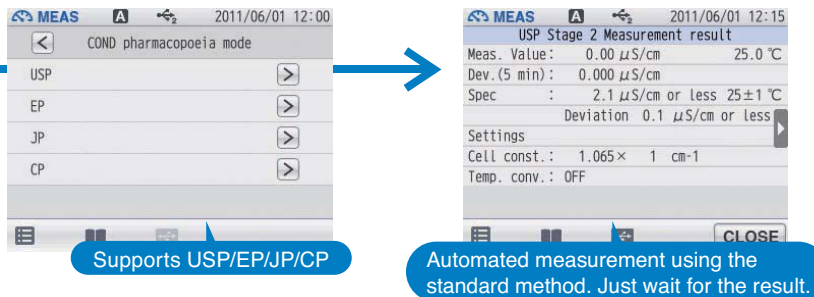 MEAS A 2 2011/06/01 12:00
COND pharmacopoeia mode
USP
EP
JP
CP
Supports USP/EP/JP/CP
MEAS A 2 2011/06/01 12:15
USP Stage 2 Measurement result
Meas. Value: 0.00 μS/cm 25.0 ℃
Dev.(5 min): 0.000 μS/cm
Spec : 2.1 μS/cm or less 25±1 ℃
Deviation 0.1 μS/cm or less
Settings
Cell const.: 1.065× 1 cm-1
Temp. conv.: OFF
CLOSE
Automated measurement using the
standard method. Just wait for the result.